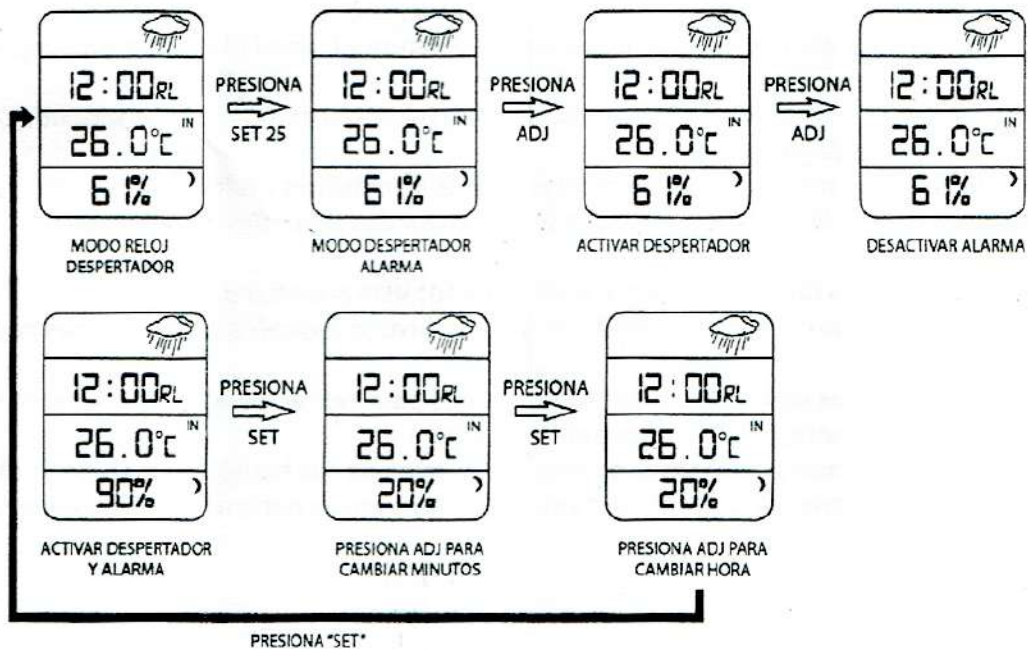 12:00RL
26.0°C IN
61%
MODO RELOJ
DESPERTADOR
PRESIONA
SET 25
12:00RL
26.0°C IN
61%
MODO DESPERTADOR
ALARMA
PRESIONA
ADJ
12:00RL
26.0°C IN
61%
ACTIVAR DESPERTADOR
PRESIONA
ADJ
12:00RL
26.0°C IN
61%
DESACTIVAR ALARMA
12:00RL
26.0°C IN
90%
ACTIVAR DESPERTADOR
Y ALARMA
PRESIONA
SET
12:00RL
26.0°C IN
20%
PRESIONA ADJ PARA
CAMBIAR MINUTOS
PRESIONA
SET
12:00RL
26.0°C IN
20%
PRESIONA ADJ PARA
CAMBIAR HORA
PRESIONA "SET"